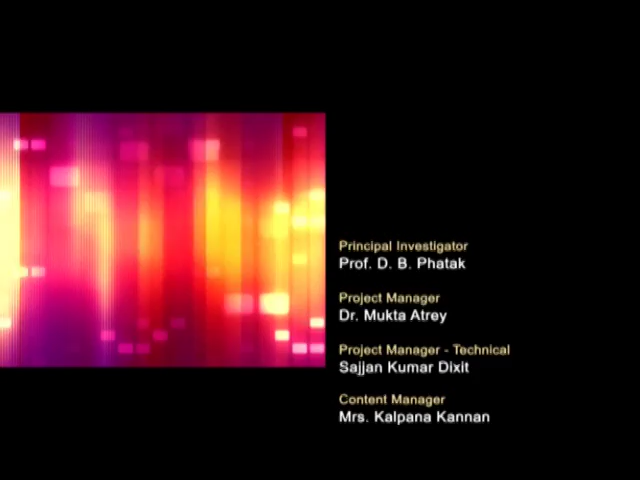 Principal Investigator
Prof. D. B. Phatak
Project Manager
Dr. Mukta Atrey
Project Manager - Technical
Sajjan Kumar Dixit
Content Manager
Mrs. Kalpana Kannan